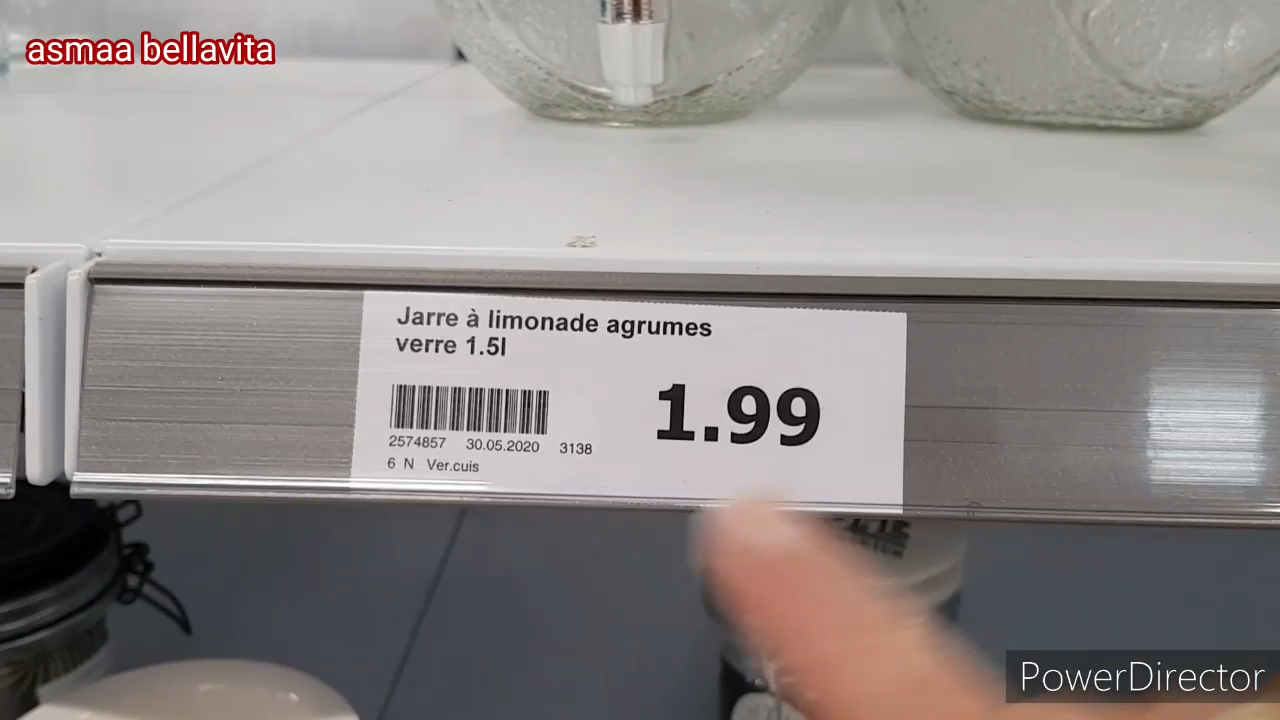 asmaa bellavita
Jarre à limonade agrumes
verre 1.5l
1.99
2574857 30.05.2020 3138
6 N Ver.cuis
PowerDirector